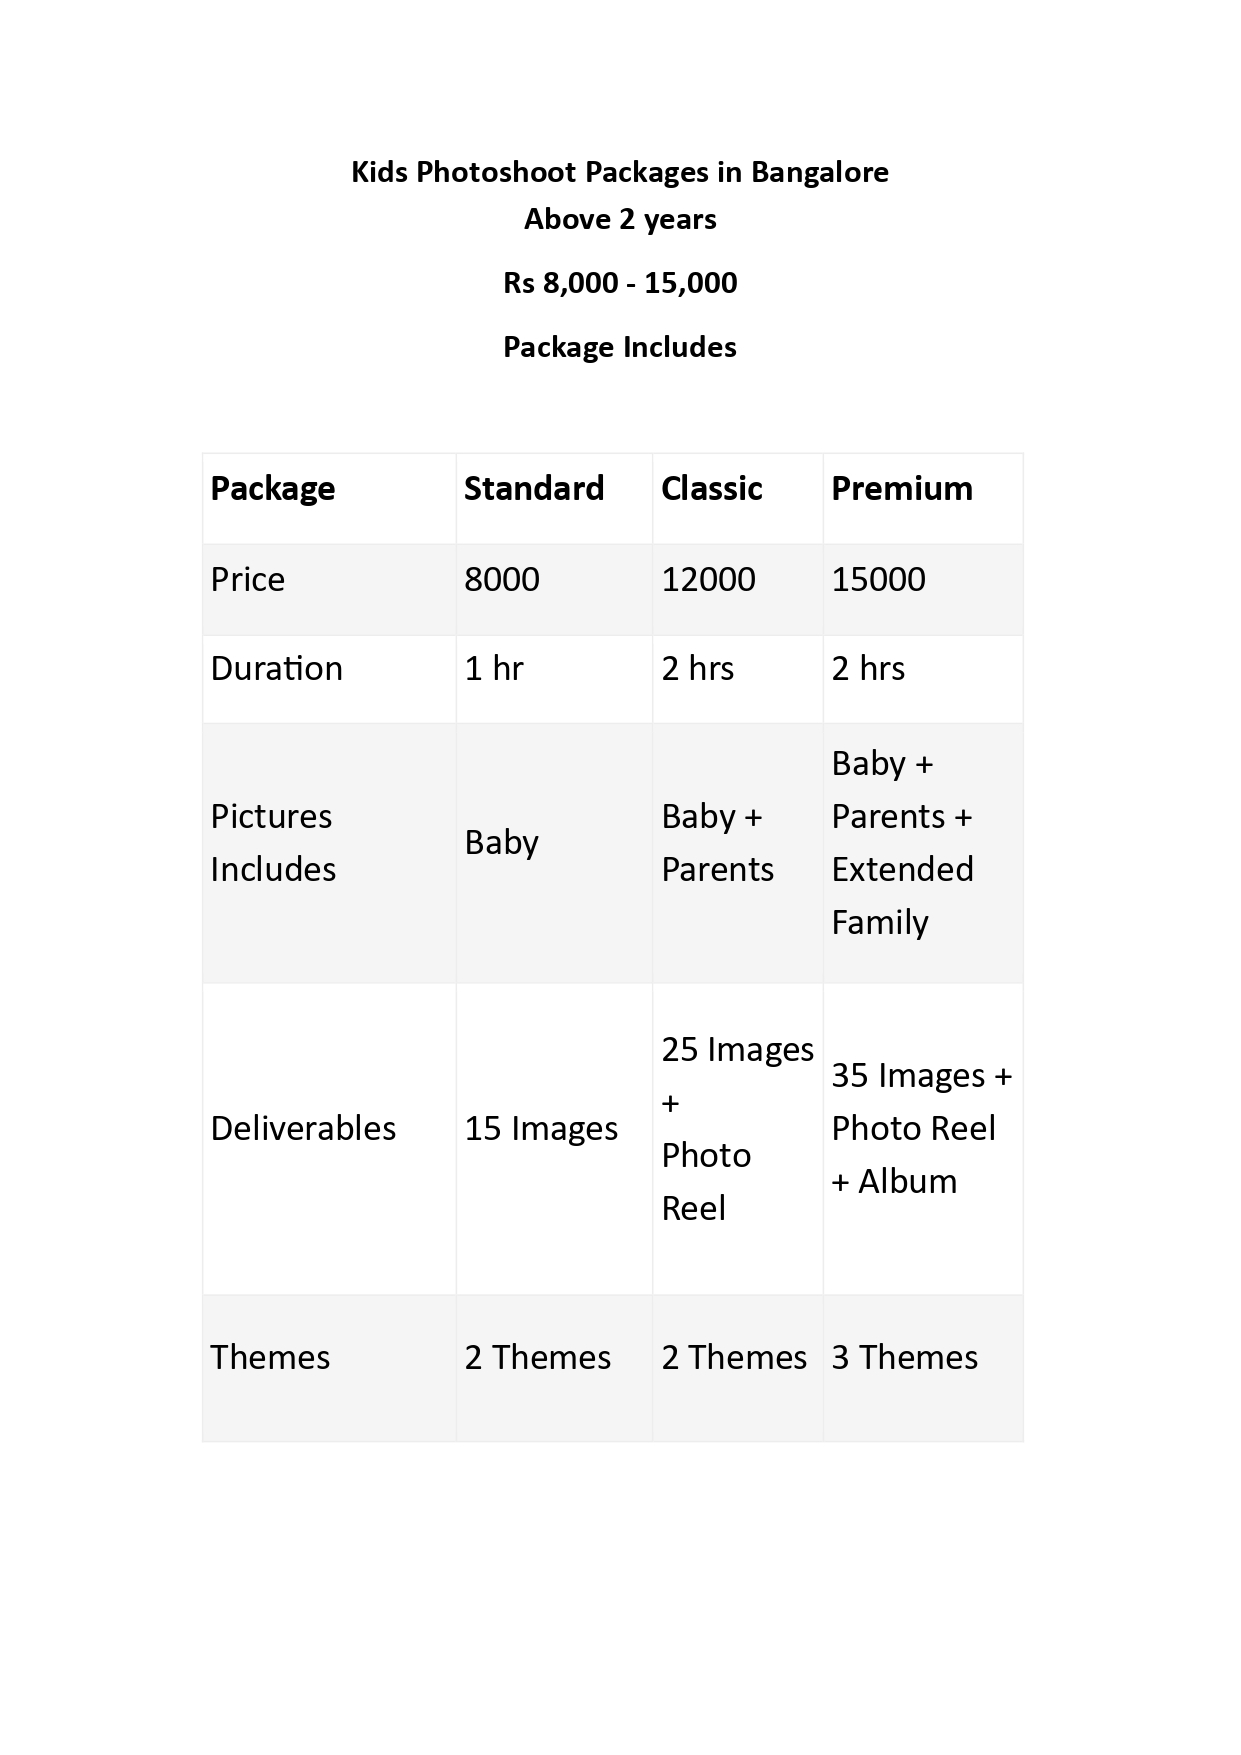 Kids Photoshoot Packages in Bangalore
Above 2 years
Rs 8,000 - 15,000
Package Includes
Package Standard Classic Premium
Price 8000 12000 15000
Duration 1 hr 2 hrs 2 hrs
Pictures
Includes
Baby
Baby +
Parents
Baby +
Parents +
Extended
Family
Deliverables
15 Images
25 Images
+
Photo
Reel
35 Images +
Photo Reel
+ Album
Themes 2 Themes 2 Themes 3 Themes